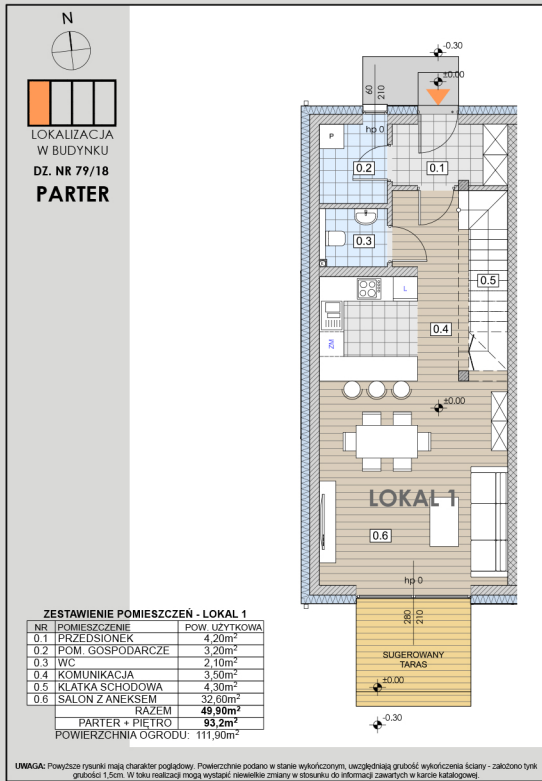 N
LOKALIZACJA
W BUDYNKU
DZ. NR 79/18
PARTER
-0.30
±0.00
60
210
hp 0
P
0.2
0.1
0.3
0.5
L
ZM
0.4
±0.00
LOKAL 1
0.6
hp 0
280
210
SUGEROWANY
TARAS
±0.00
-0.30
ZESTAWIENIE POMIESZCZEŃ - LOKAL 1
NR POMIESZCZENIE POW. UŻYTKOWA
0.1 PRZEDSIONEK 4,20m²
0.2 POM. GOSPODARCZE 3,20m²
0.3 WC 2,10m²
0.4 KOMUNIKACJA 3,50m²
0.5 KLATKA SCHODOWA 4,30m²
0.6 SALON Z ANEKSEM 32,60m²
RAZEM 49,90m²
PARTER + PIĘTRO 93,2m²
POWIERZCHNIA OGRODU: 111,90m²
UWAGA: Powyższe rysunki mają charakter poglądowy. Powierzchnie podano w stanie wykończonym, uwzględniają grubość wykończenia ściany - założono tynk
grubości 1,5cm. W toku realizacji mogą wystąpić niewielkie zmiany w stosunku do informacji zawartych w karcie katalogowej.